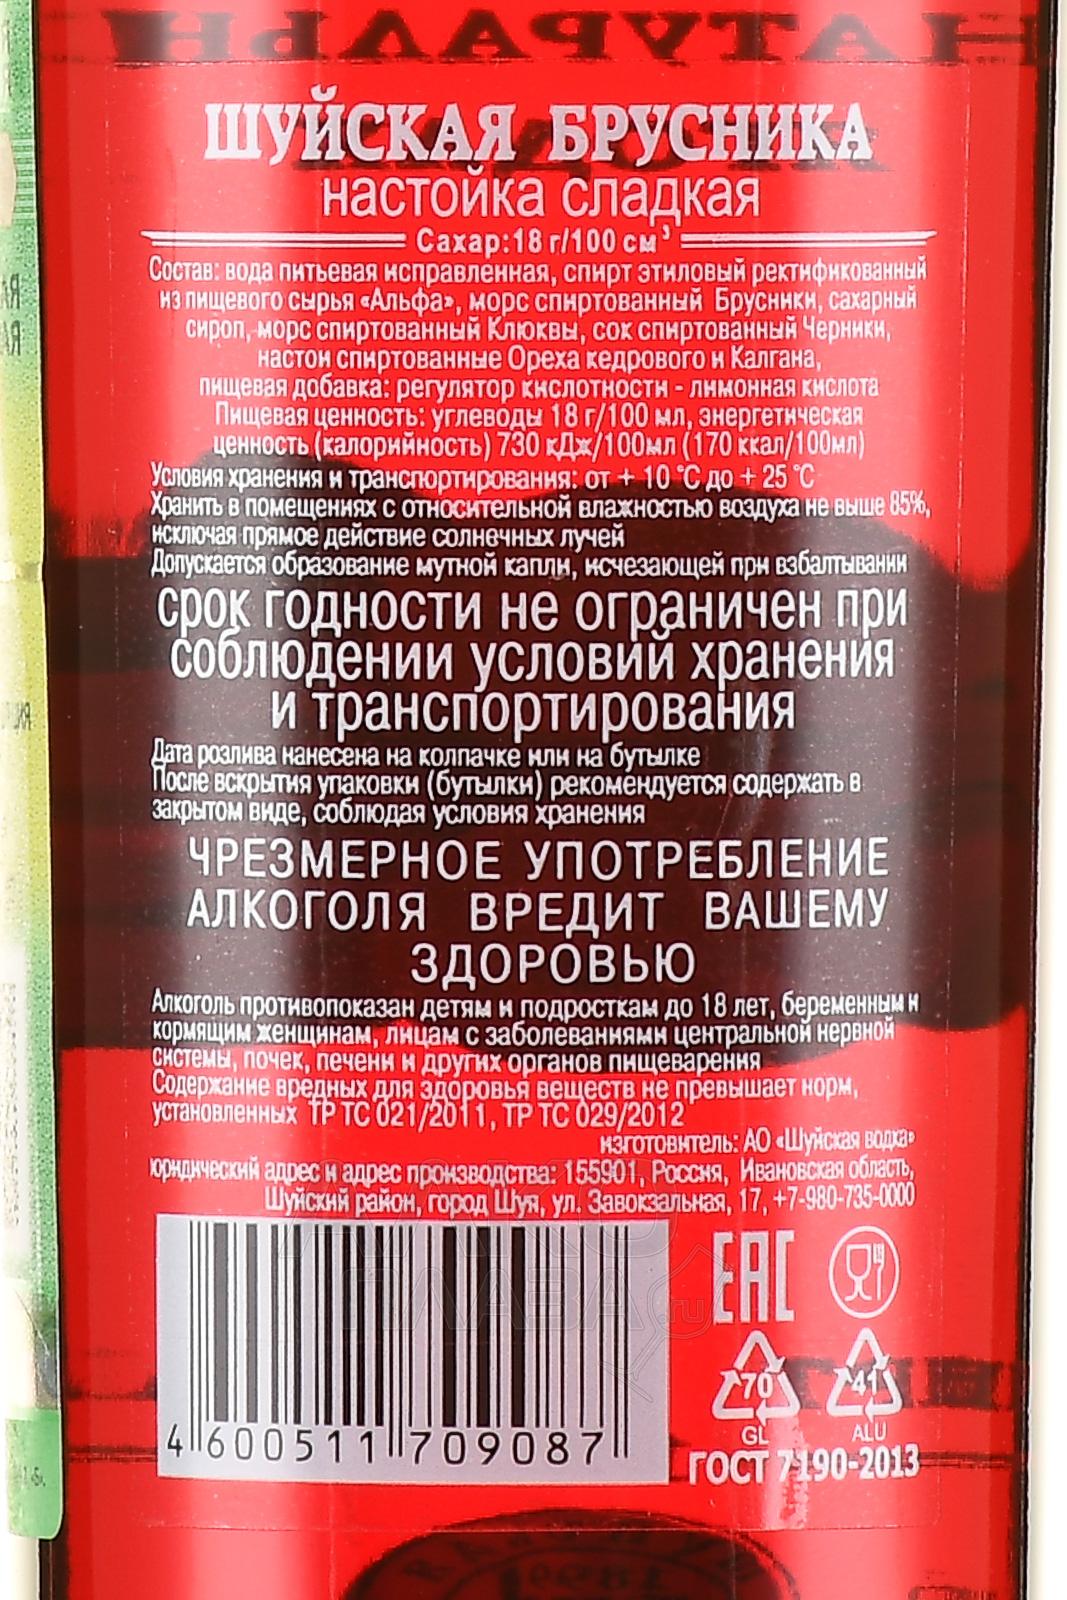 ШУЙСКАЯ БРУСНИКА
настойка сладкая
Сахар:18 г/100 см³
Состав: вода питьевая исправленная, спирт этиловый ректификованный
из пищевого сырья «Альфа», морс спиртованный Брусники, сахарный
сироп, морс спиртованный Клюквы, сок спиртованный Черники,
настои спиртованные Ореха кедрового и Калгана,
пищевая добавка: регулятор кислотности - лимонная кислота
Пищевая ценность: углеводы 18 г/100 мл, энергетическая
ценность (калорийность) 730 кДж/100мл (170 ккал/100мл)
Условия хранения и транспортирования: от + 10 °С до + 25 °С
Хранить в помещениях с относительной влажностью воздуха не выше 85%,
исключая прямое действие солнечных лучей
Допускается образование мутной капли, исчезающей при взбалтывании
срок годности не ограничен при
соблюдении условий хранения
и транспортирования
Дата розлива нанесена на колпачке или на бутылке
После вскрытия упаковки (бутылки) рекомендуется содержать в
закрытом виде, соблюдая условия хранения
ЧРЕЗМЕРНОЕ УПОТРЕБЛЕНИЕ
АЛКОГОЛЯ ВРЕДИТ ВАШЕМУ
ЗДОРОВЬЮ
Алкоголь противопоказан детям и подросткам до 18 лет, беременным и
кормящим женщинам, лицам с заболеваниями центральной нервной
системы, почек, печени и других органов пищеварения
Содержание вредных для здоровья веществ не превышает норм,
установленных ТР ТС 021/2011, ТР ТС 029/2012
изготовитель: АО «Шуйская водка»
юридический адрес и адрес производства: 155901, Россия, Ивановская область,
Шуйский район, город Шуя, ул. Завокзальная, 17, +7-980-735-0000
EAC
70
GL
41
ALU
4 600511 709087
ГОСТ 7190-2013